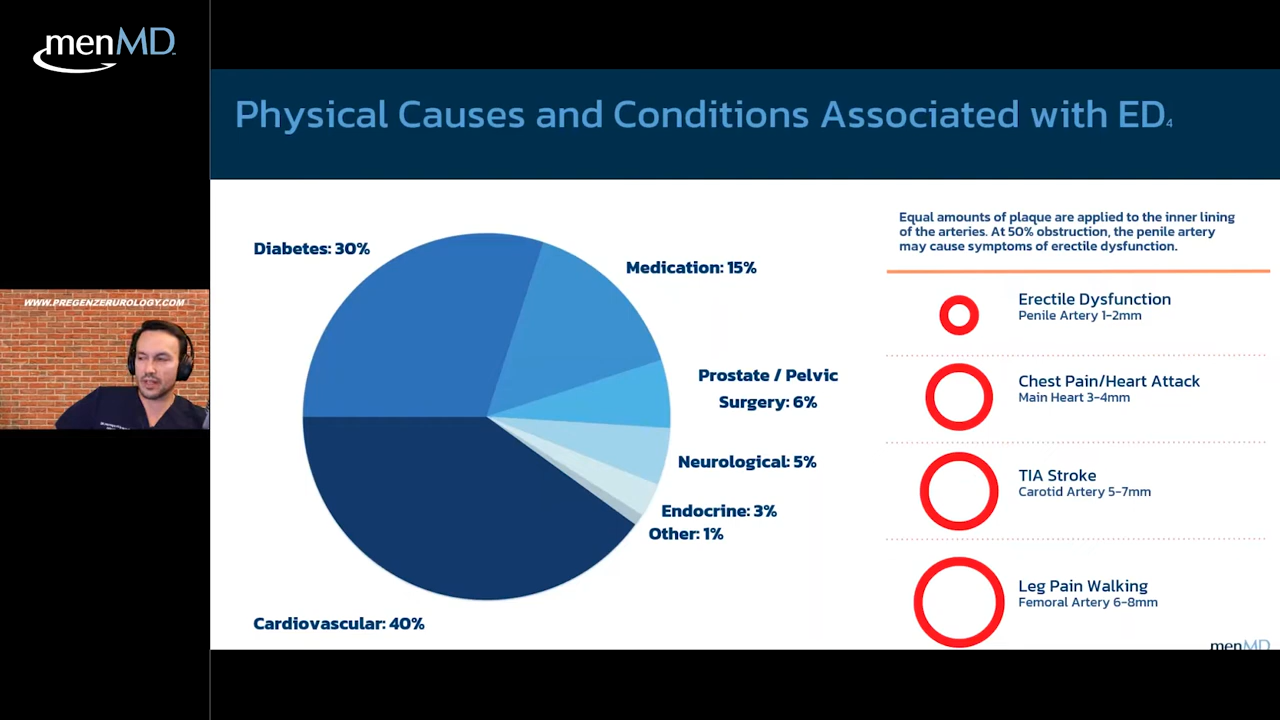 menMD
Physical Causes and Conditions Associated with ED4
WWW.PREGENZERUROLOGY.COM
Diabetes: 30%
Medication: 15%
Prostate / Pelvic
Surgery: 6%
Neurological: 5%
Endocrine: 3%
Other: 1%
Cardiovascular: 40%
Equal amounts of plaque are applied to the inner lining
of the arteries. At 50% obstruction, the penile artery
may cause symptoms of erectile dysfunction.
Erectile Dysfunction
Penile Artery 1-2mm
Chest Pain/Heart Attack
Main Heart 3-4mm
TIA Stroke
Carotid Artery 5-7mm
Leg Pain Walking
Femoral Artery 6-8mm
menMD